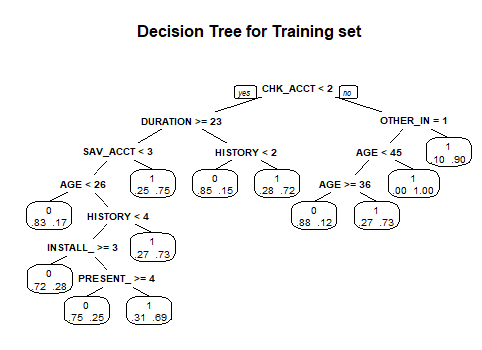 Decision Tree for Training set
yes CHK_ACCT < 2 no
DURATION >= 23 OTHER_IN = 1
SAV_ACCT < 3 HISTORY < 2 AGE < 45 1
.10 .90
AGE < 26 1 0 1 AGE >= 36 1
.25 .75 .85 .15 .28 .72 .00 1.00
0 HISTORY < 4 0 1
.83 .17 .88 .12 .27 .73
INSTALL_ >= 3 1
.27 .73
0 PRESENT_ >= 4
.72 .28
0 1
.75 .25 .31 .69